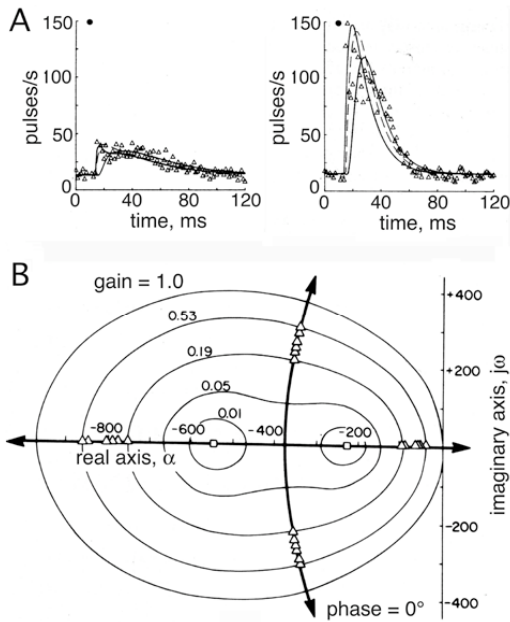 A
150
100
50
0
pulses/s
0
40
80
120
time, ms
150
100
50
0
pulses/s
0
40
80
120
time, ms
B
gain = 1.0
0.53
0.19
0.05
0.01
-800
-600
-400
-200
real axis, α
+400
+200
-200
-400
imaginary axis, jω
phase = 0°